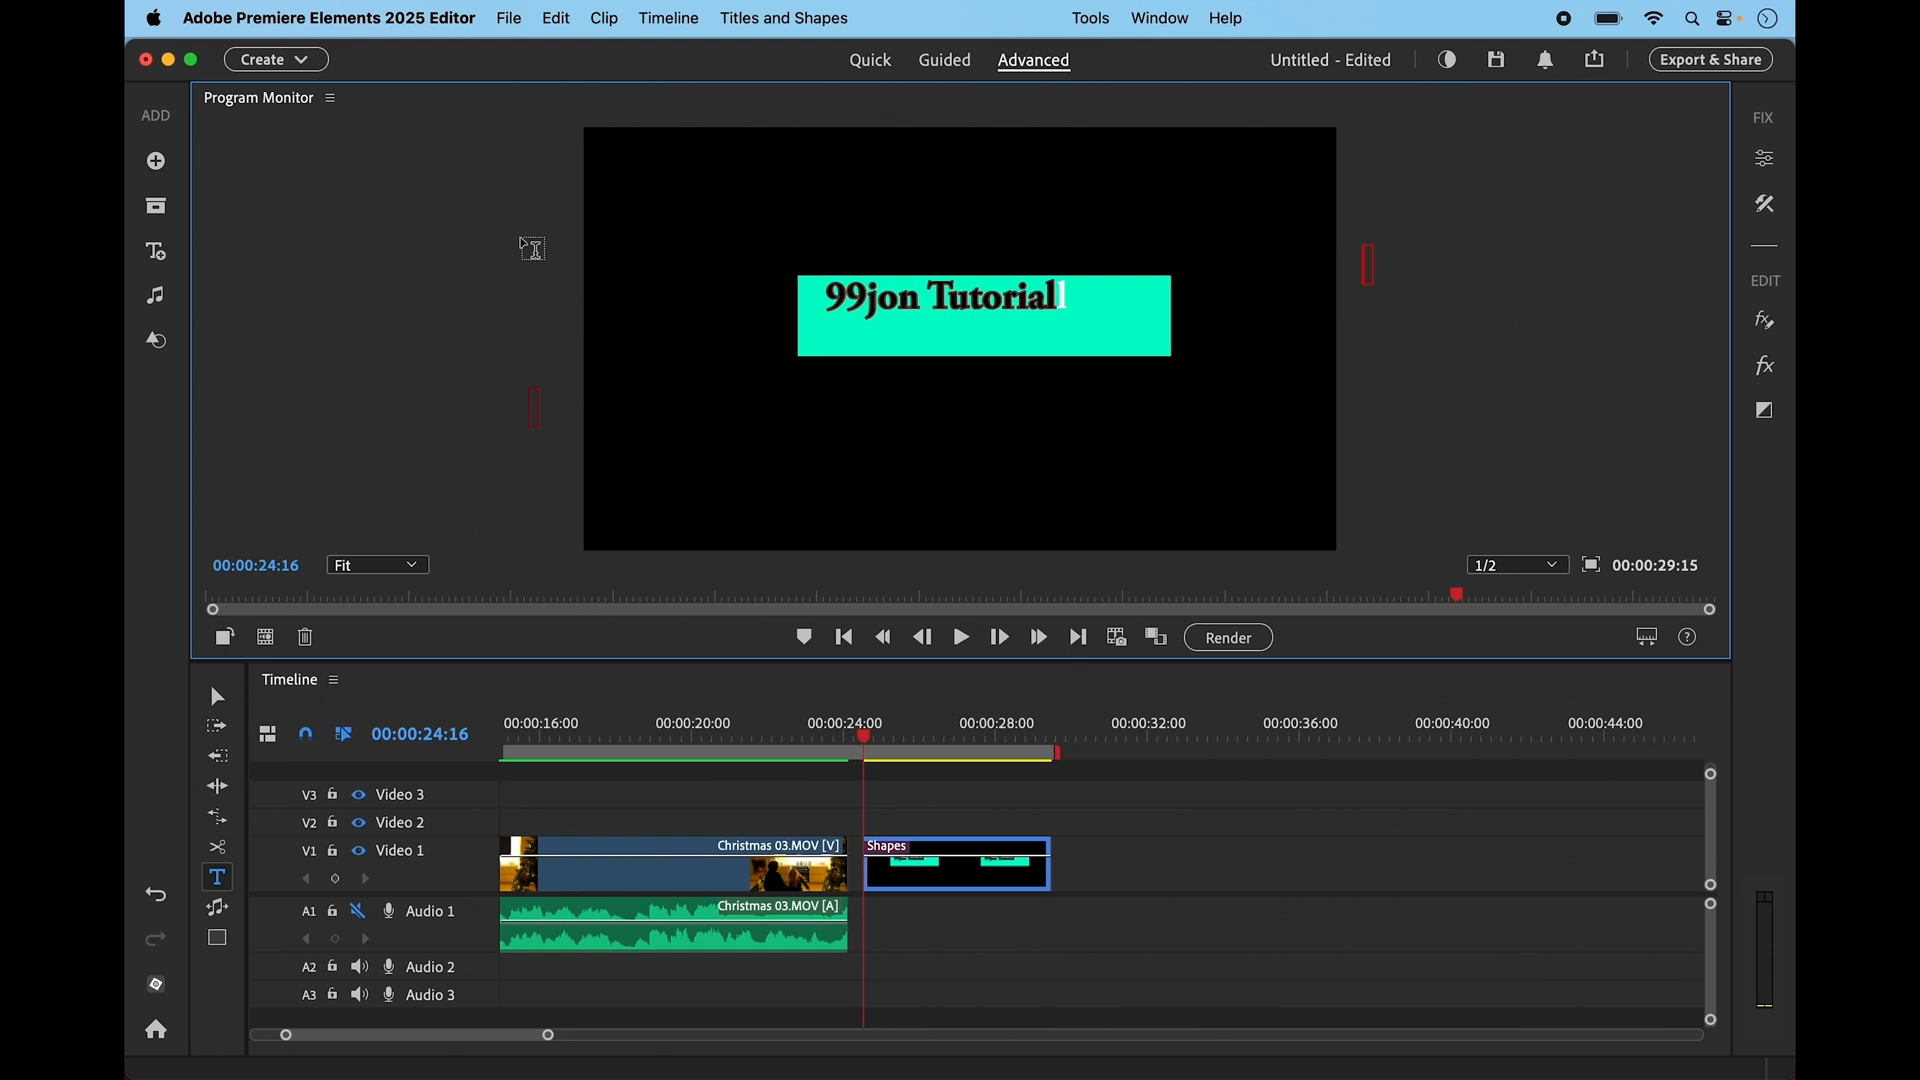 Adobe Premiere Elements 2025 Editor File Edit Clip Timeline Titles and Shapes Tools Window Help
Create Quick Guided Advanced Untitled - Edited Export & Share
Program Monitor
ADD
FIX
EDIT
99jon Tutoriall
00:00:24:16 Fit 1/2 00:00:29:15
Render
Timeline
00:00:24:16
00:00:16:00 00:00:20:00 00:00:24:00 00:00:28:00 00:00:32:00 00:00:36:00 00:00:40:00 00:00:44:00
V3 Video 3
V2 Video 2
V1 Video 1
Christmas 03.MOV [V] Shapes
A1 Audio 1
Christmas 03.MOV [A]
A2 Audio 2
A3 Audio 3